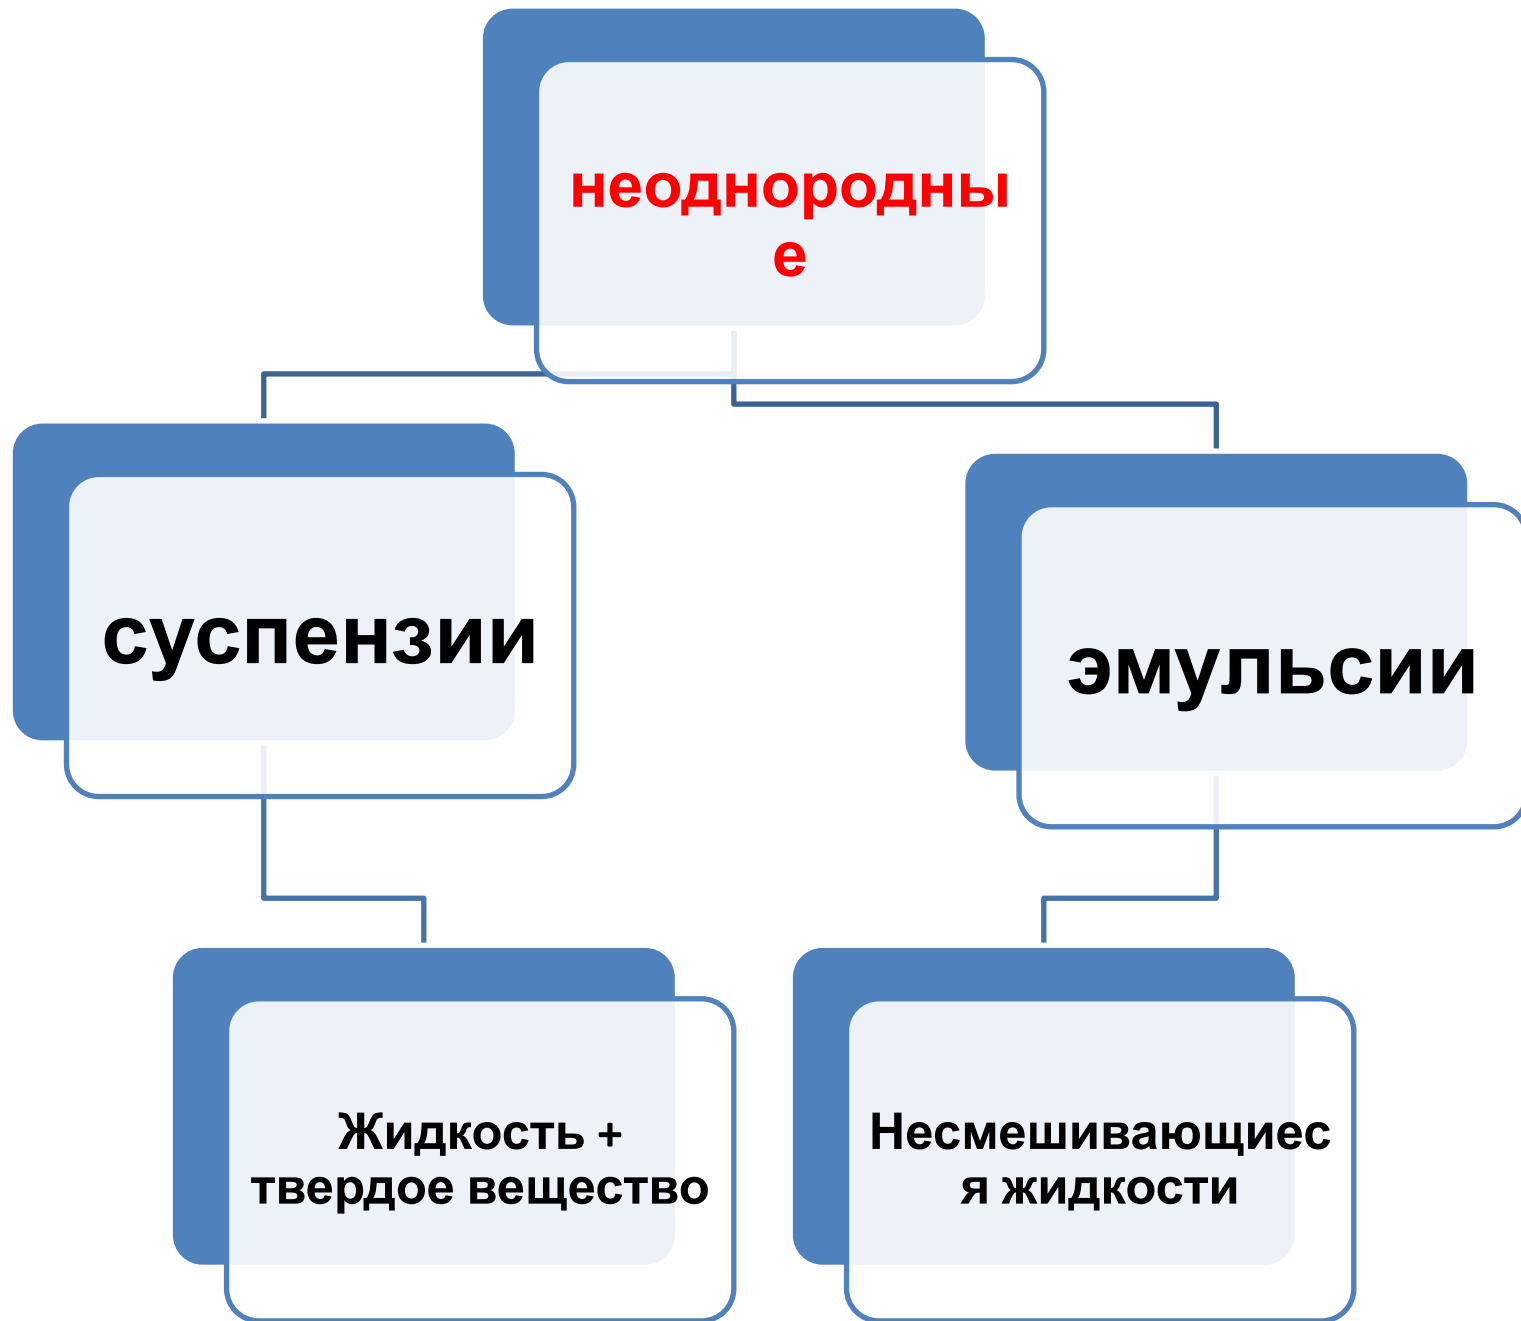 неоднородны
е
суспензии
эмульсии
Жидкость +
твердое вещество
Несмешивающиес
я жидкости